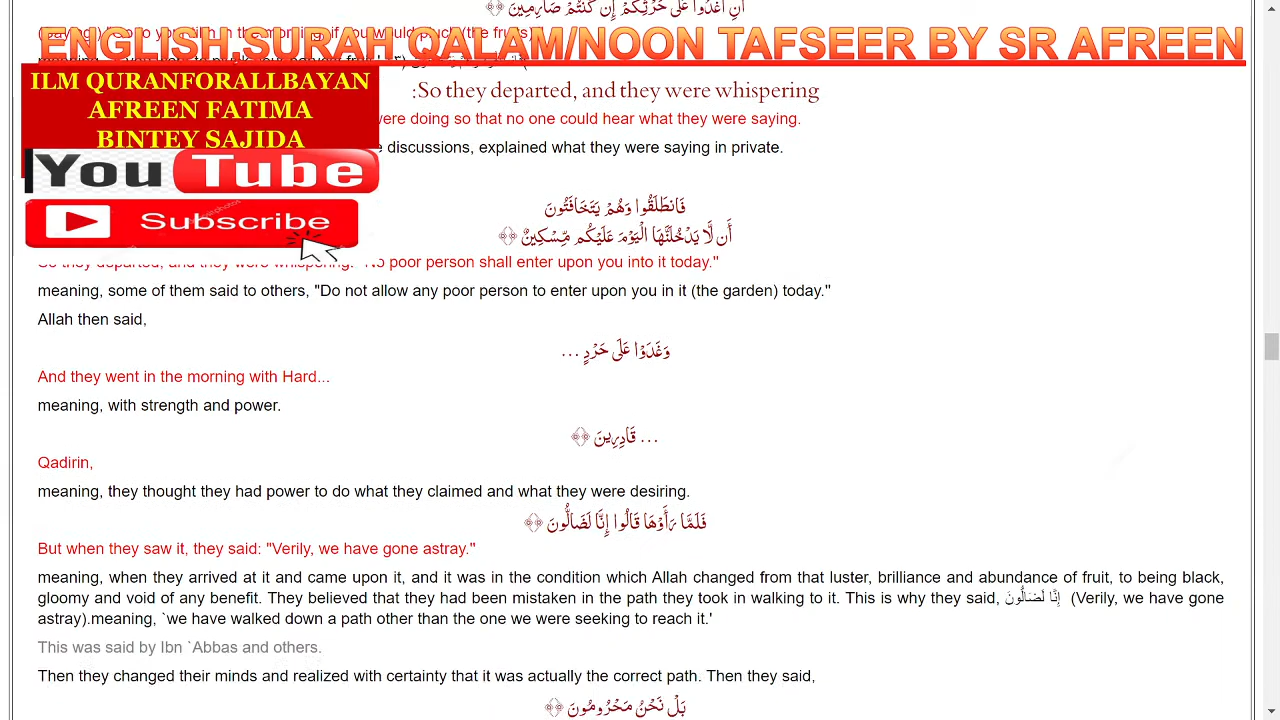 أَنِ اغْدُوا عَلَىٰ حَرْثِكُمْ إِن كُنتُمْ صَارِمِينَ ﴿﴾
ENGLISH,SURAH QALAM/NOON TAFSEER BY SR AFREEN
ILM QURANFORALLBAYAN
AFREEN FATIMA
BINTEY SAJIDA
YouTube
Subscribe
:So they departed, and they were whispering
were doing so that no one could hear what they were saying.
discussions, explained what they were saying in private.
فَانطَلَقُوا وَهُمْ يَتَخَافَتُونَ
أَن لَّا يَدْخُلَنَّهَا الْيَوْمَ عَلَيْكُم مِّسْكِينٌ ﴿﴾
So they departed, and they were whispering: "No poor person shall enter upon you into it today."
meaning, some of them said to others, "Do not allow any poor person to enter upon you in it (the garden) today."
Allah then said,
وَغَدَوْا عَلَىٰ حَرْدٍ ...
And they went in the morning with Hard...
meaning, with strength and power.
... قَادِرِينَ ﴿﴾
Qadirin,
meaning, they thought they had power to do what they claimed and what they were desiring.
فَلَمَّا رَأَوْهَا قَالُوا إِنَّا لَضَالُّونَ ﴿﴾
But when they saw it, they said: "Verily, we have gone astray."
meaning, when they arrived at it and came upon it, and it was in the condition which Allah changed from that luster, brilliance and abundance of fruit, to being black,
gloomy and void of any benefit. They believed that they had been mistaken in the path they took in walking to it. This is why they said, إِنَّا لَضَالُّونَ (Verily, we have gone
astray).meaning, `we have walked down a path other than the one we were seeking to reach it.'
This was said by Ibn `Abbas and others.
Then they changed their minds and realized with certainty that it was actually the correct path. Then they said,
بَلْ نَحْنُ مَحْرُومُونَ ﴿﴾